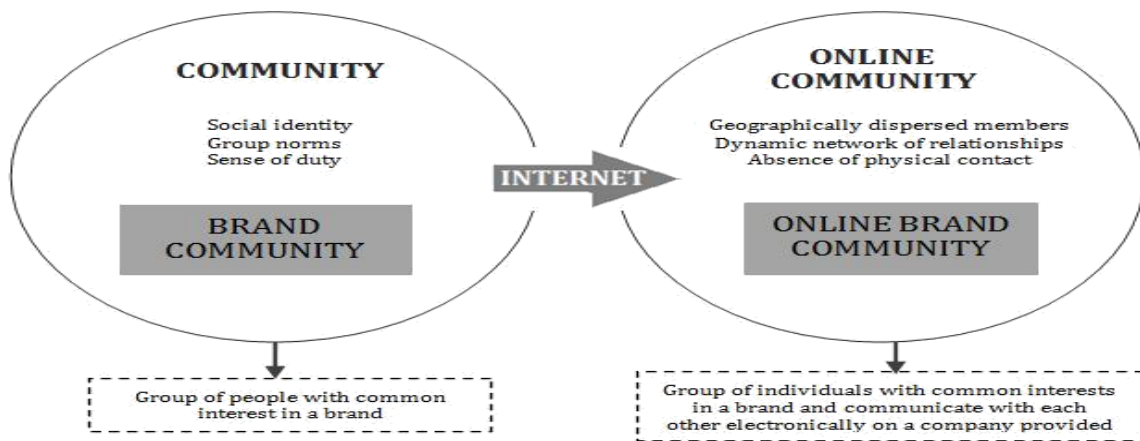 COMMUNITY
Social identity
Group norms
Sense of duty
BRAND
COMMUNITY
Group of people with common
interest in a brand
INTERNET
ONLINE
COMMUNITY
Geographically dispersed members
Dynamic network of relationships
Absence of physical contact
ONLINE BRAND
COMMUNITY
Group of individuals with common interests
in a brand and communicate with each
other electronically on a company provided